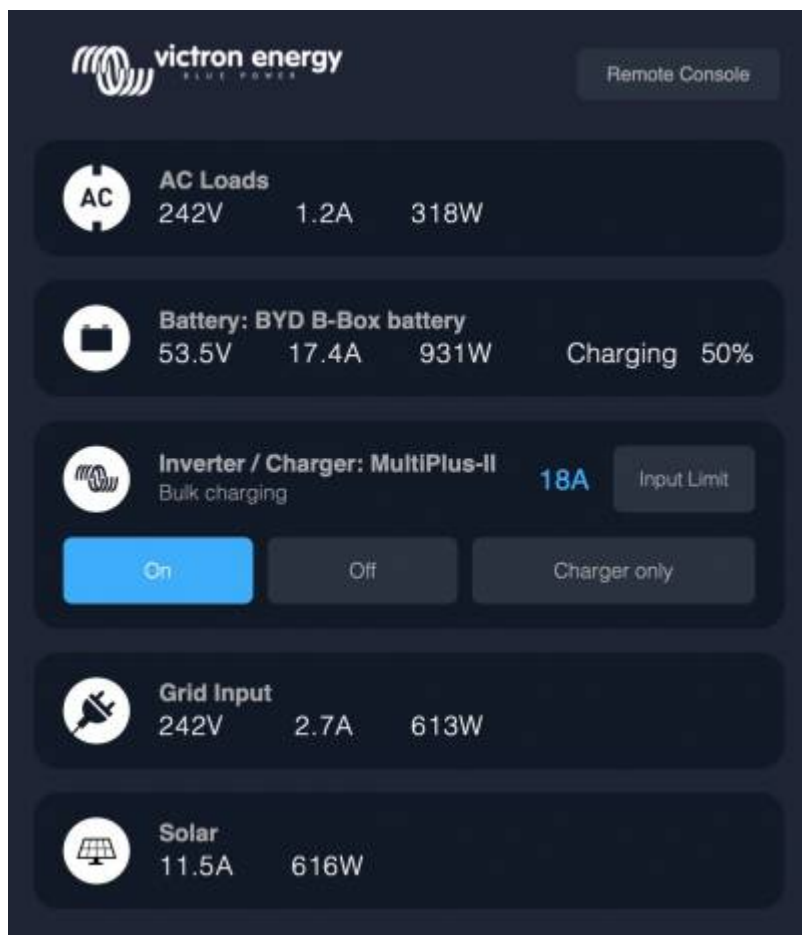 victron energy
BLUE POWER
Remote Console
AC
AC Loads
242V 1.2A 318W
Battery: BYD B-Box battery
53.5V 17.4A 931W Charging 50%
Inverter / Charger: MultiPlus-II
Bulk charging
18A Input Limit
On Off Charger only
Grid Input
242V 2.7A 613W
Solar
11.5A 616W